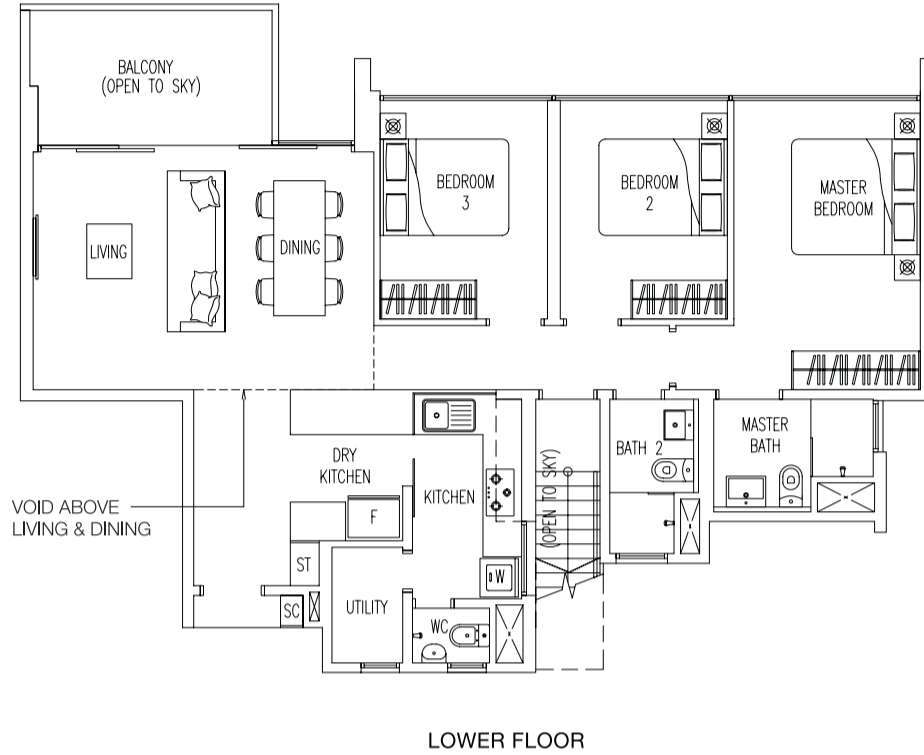 BALCONY
(OPEN TO SKY)
BEDROOM
3
BEDROOM
2
MASTER
BEDROOM
LIVING
DINING
DRY
KITCHEN
KITCHEN
(OPEN TO SKY)
BATH 2
MASTER
BATH
VOID ABOVE
LIVING & DINING
F
ST
W
SC
UTILITY
WC
LOWER FLOOR